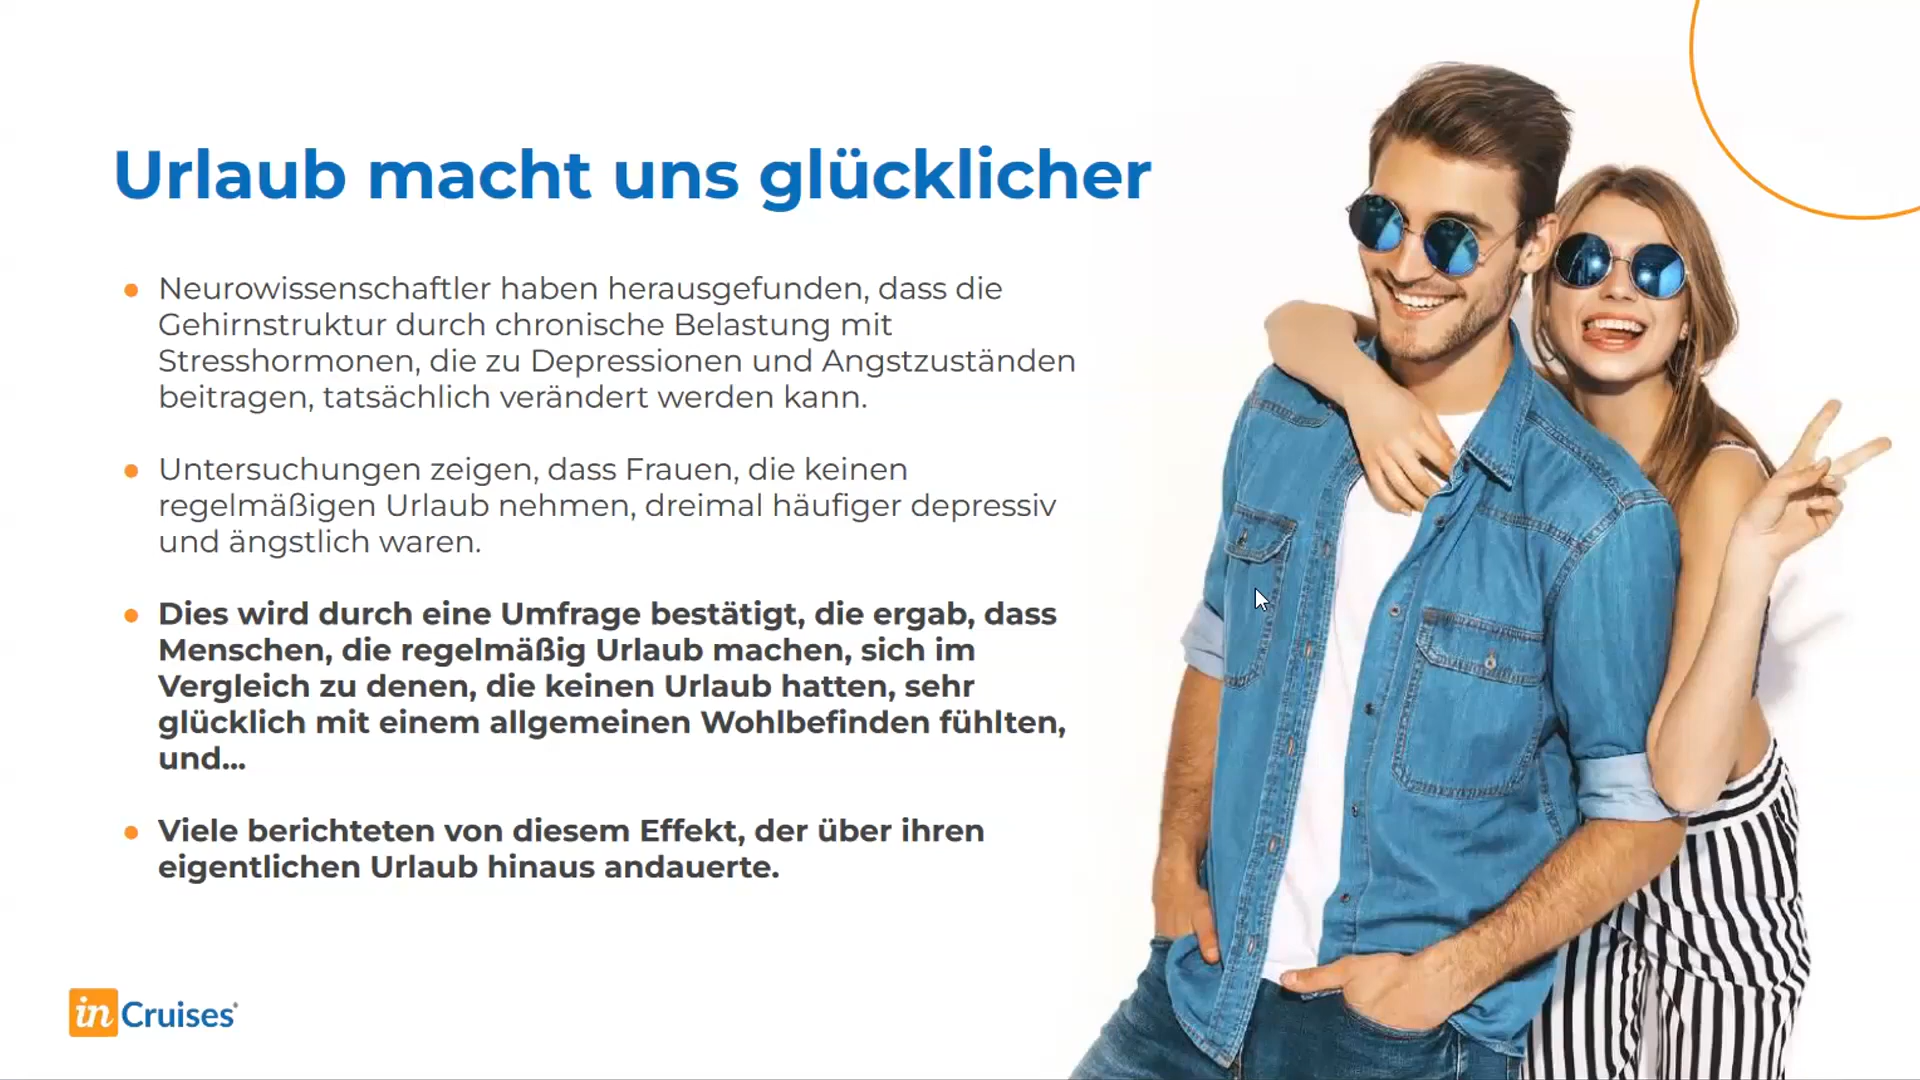 Urlaub macht uns glücklicher
• Neurowissenschaftler haben herausgefunden, dass die
Gehirnstruktur durch chronische Belastung mit
Stresshormonen, die zu Depressionen und Angstzuständen
beitragen, tatsächlich verändert werden kann.
• Untersuchungen zeigen, dass Frauen, die keinen
regelmäßigen Urlaub nehmen, dreimal häufiger depressiv
und ängstlich waren.
• Dies wird durch eine Umfrage bestätigt, die ergab, dass
Menschen, die regelmäßig Urlaub machen, sich im
Vergleich zu denen, die keinen Urlaub hatten, sehr
glücklich mit einem allgemeinen Wohlbefinden fühlten,
und...
• Viele berichteten von diesem Effekt, der über ihren
eigentlichen Urlaub hinaus andauerte.
in Cruises®